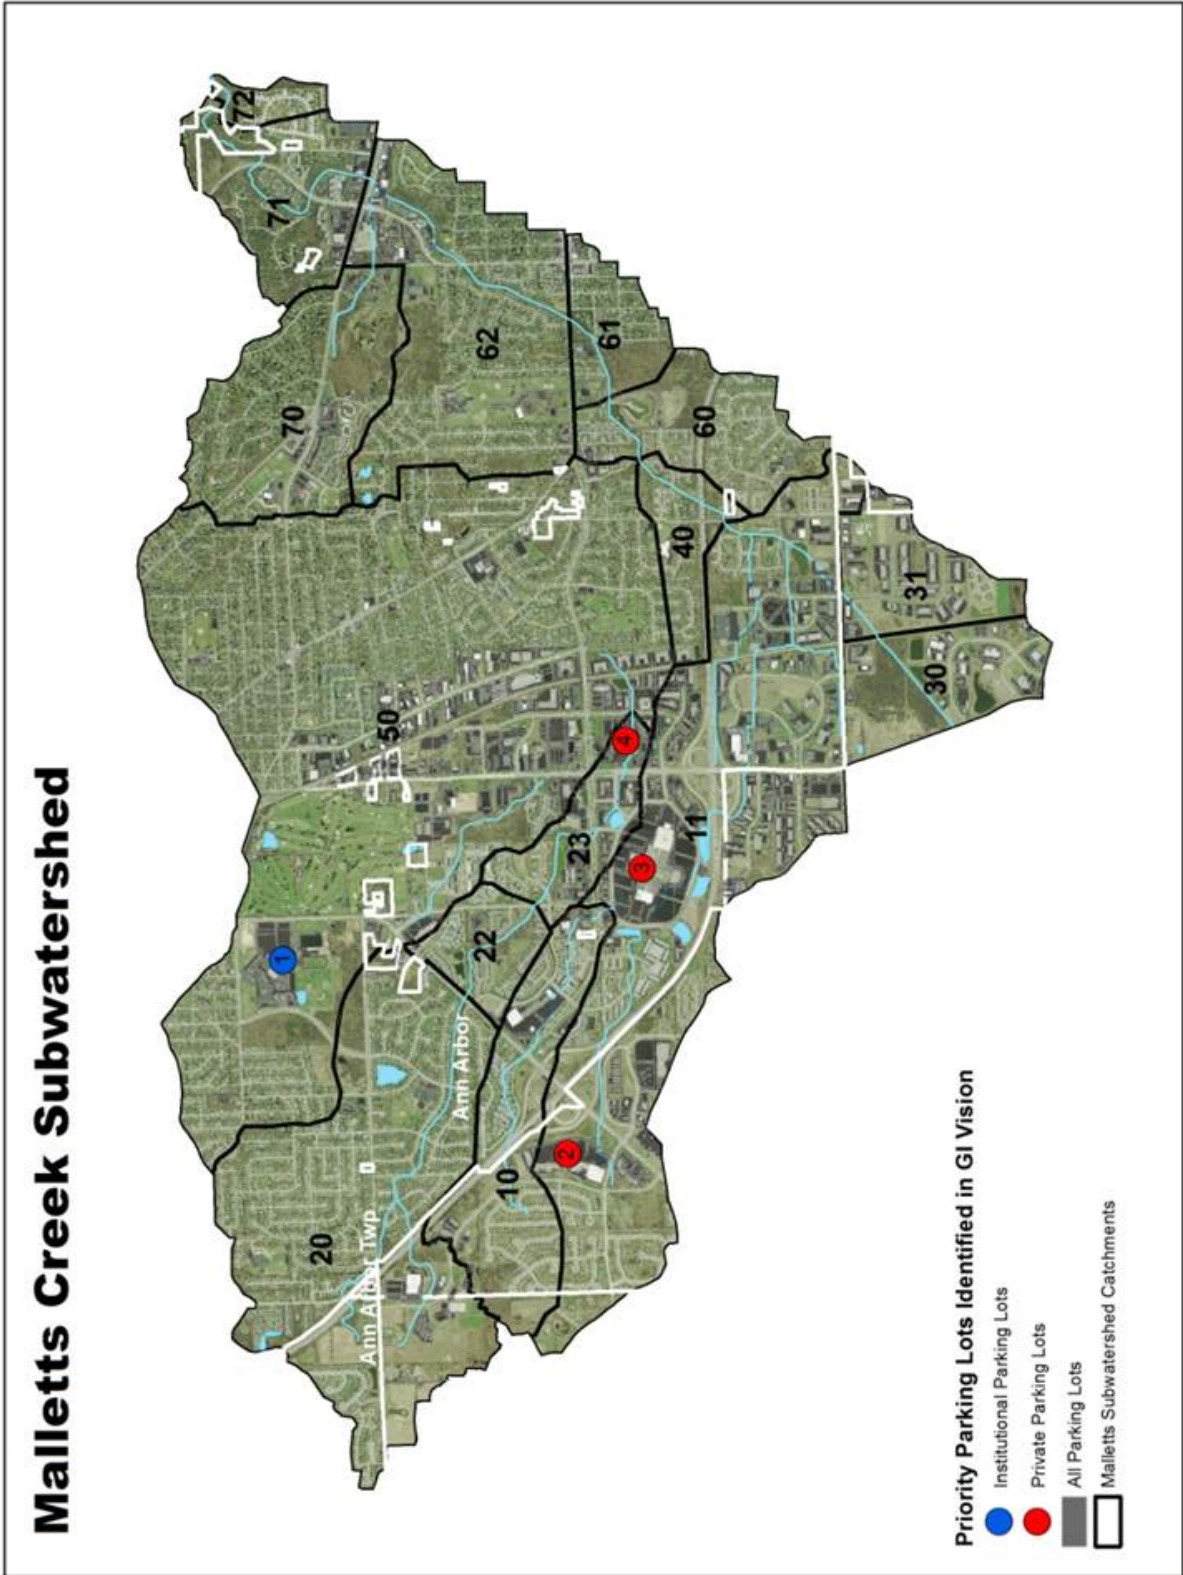 Malletts Creek Subwatershed
72
71
70
62
61
60
50
40
31
30
1
4
23
3
11
22
Ann Arbor
2
10
20
Ann Arbor Twp
Priority Parking Lots Identified in GI Vision
Institutional Parking Lots
Private Parking Lots
All Parking Lots
Malletts Subwatershed Catchments